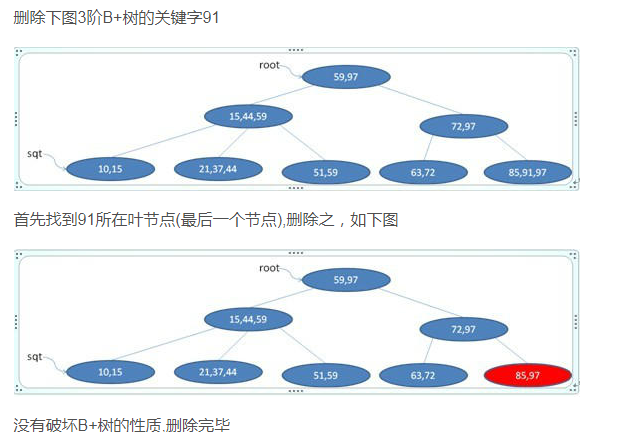 删除下图3阶B+树的关键字91
root
59,97
15,44,59
72,97
sqt
10,15
21,37,44
51,59
63,72
85,91,97
首先找到91所在叶节点(最后一个节点),删除之，如下图
root
59,97
15,44,59
72,97
sqt
10,15
21,37,44
51,59
63,72
85,97
没有破坏B+树的性质,删除完毕